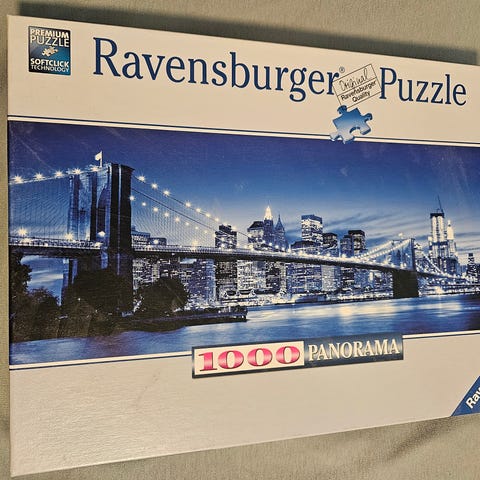 PREMIUM
PUZZLE
SOFTCLICK
TECHNOLOGY
Ravensburger® Puzzle
Original
Ravensburger
Quality
1000 PANORAMA
Rav